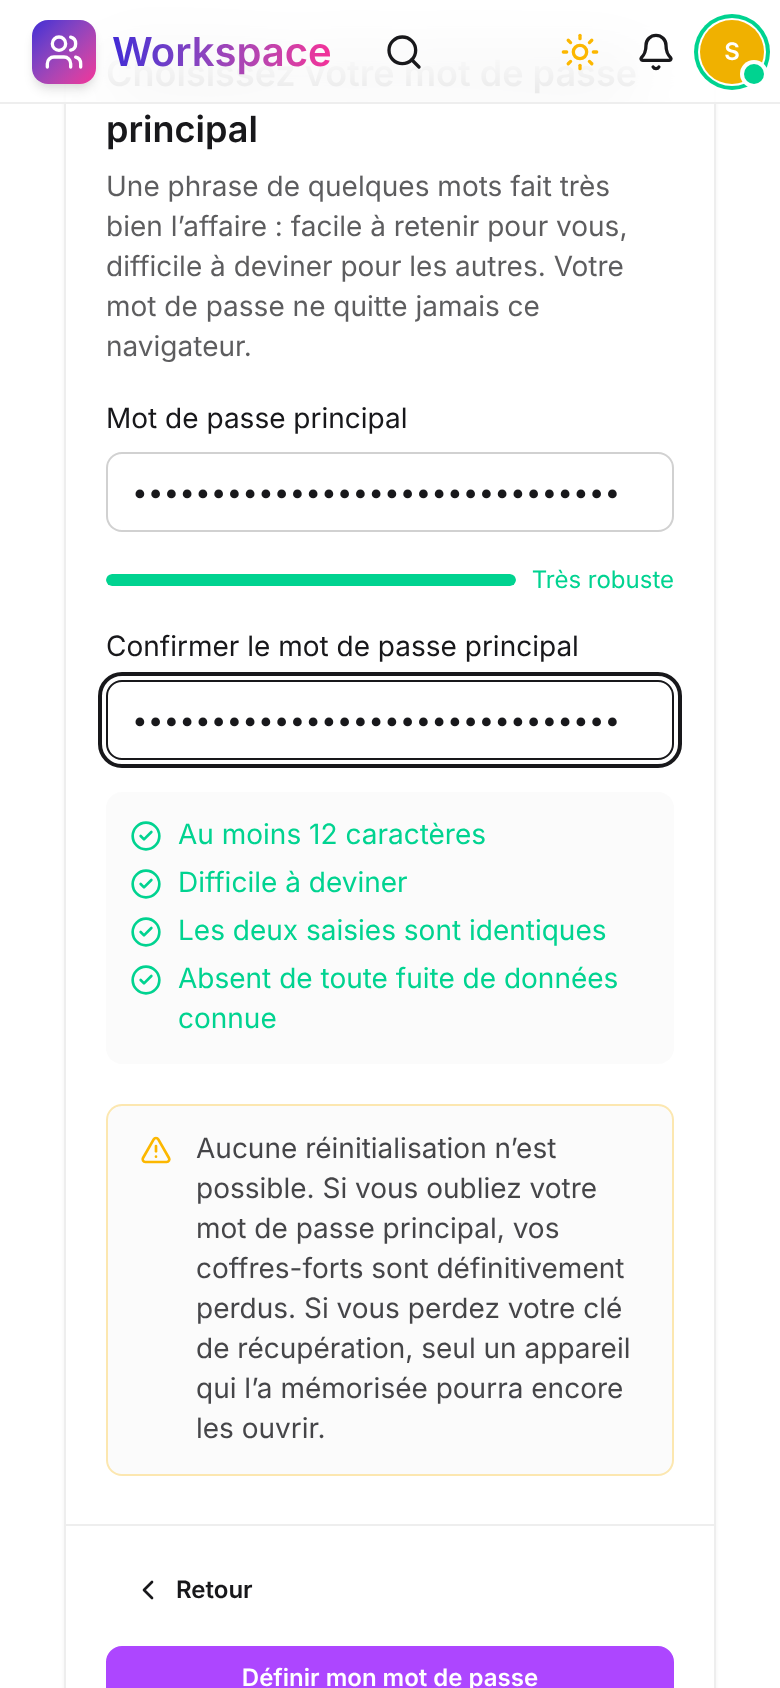 Workspace
S
Choisissez votre mot de passe
principal
Une phrase de quelques mots fait très
bien l’affaire : facile à retenir pour vous,
difficile à deviner pour les autres. Votre
mot de passe ne quitte jamais ce
navigateur.
Mot de passe principal
•••••••••••••••••••••••••••••••
Très robuste
Confirmer le mot de passe principal
•••••••••••••••••••••••••••••••
Au moins 12 caractères
Difficile à deviner
Les deux saisies sont identiques
Absent de toute fuite de données
connue
Aucune réinitialisation n’est
possible. Si vous oubliez votre
mot de passe principal, vos
coffres-forts sont définitivement
perdus. Si vous perdez votre clé
de récupération, seul un appareil
qui l’a mémorisée pourra encore
les ouvrir.
Retour
Définir mon mot de passe